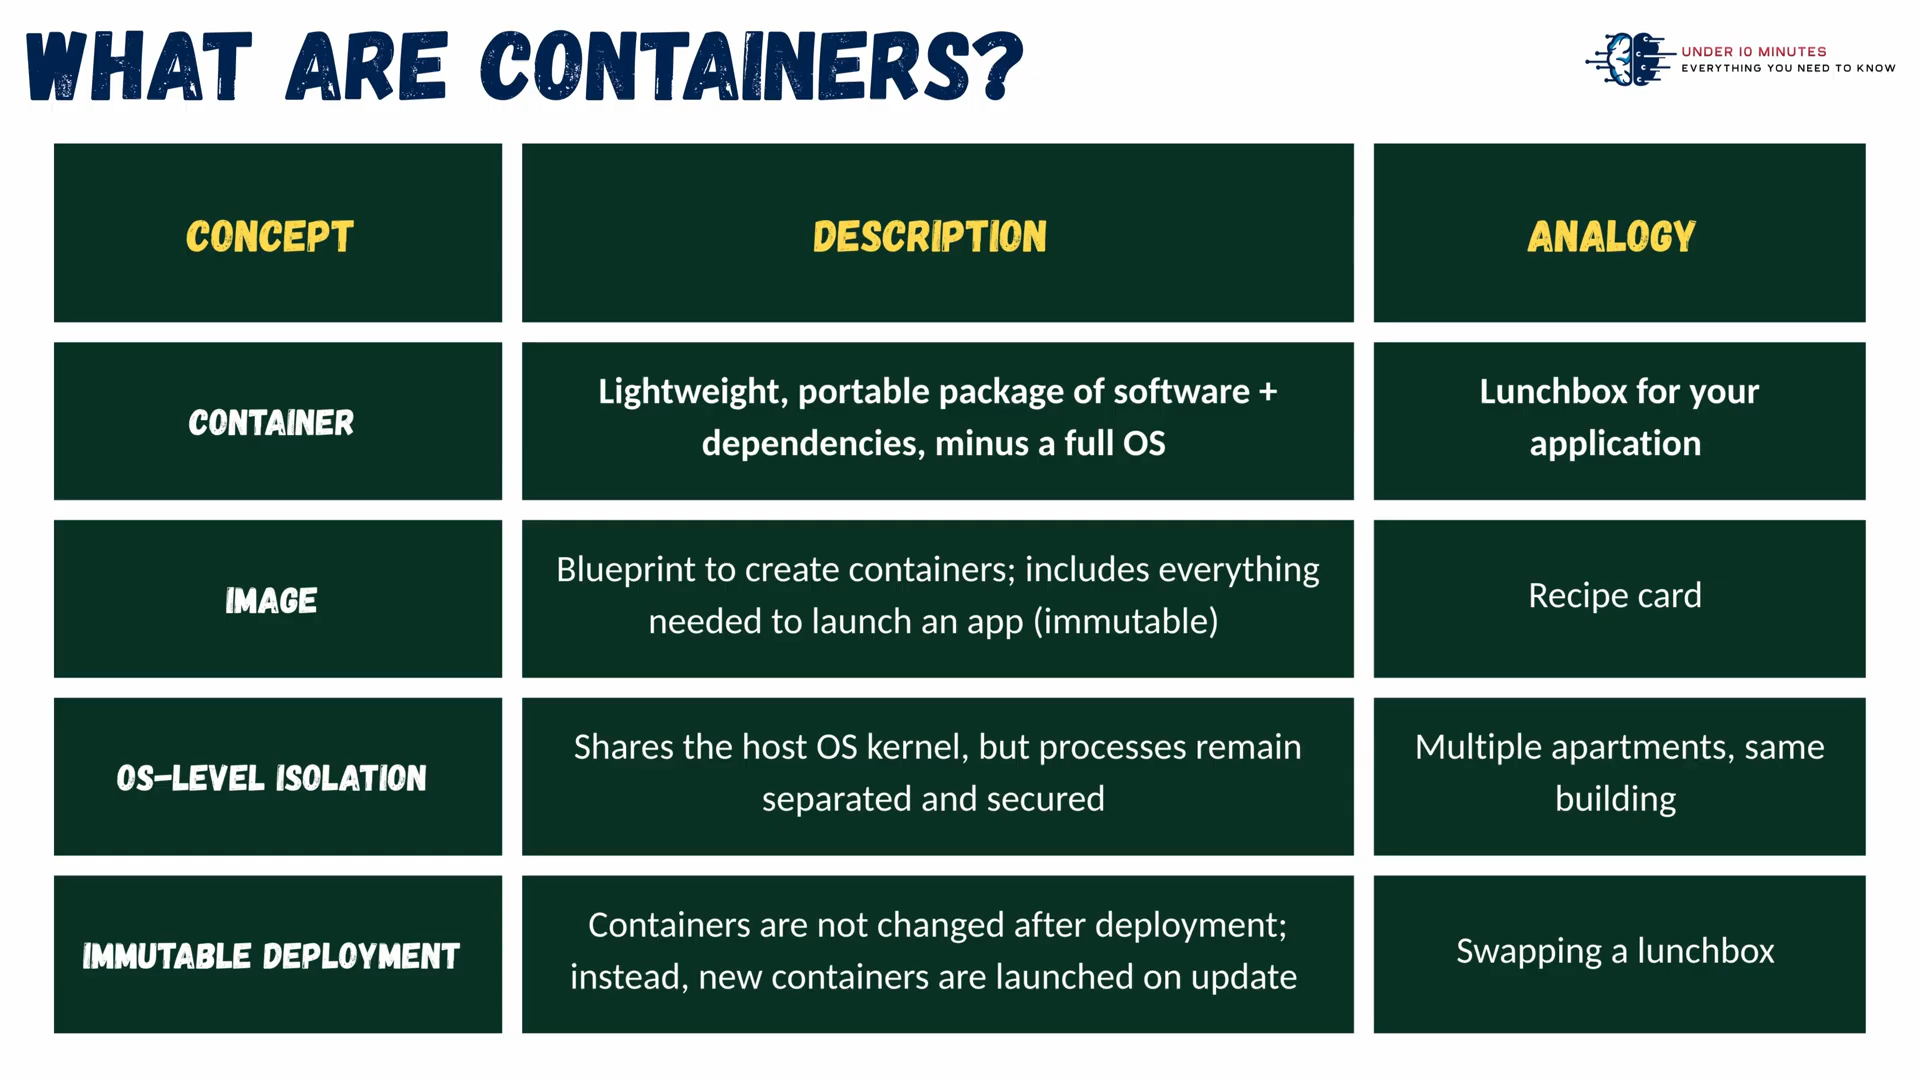 WHAT ARE CONTAINERS?
UNDER 10 MINUTES
EVERYTHING YOU NEED TO KNOW
CONCEPT
DESCRIPTION
ANALOGY
CONTAINER
Lightweight, portable package of software +
dependencies, minus a full OS
Lunchbox for your
application
IMAGE
Blueprint to create containers; includes everything
needed to launch an app (immutable)
Recipe card
OS-LEVEL ISOLATION
Shares the host OS kernel, but processes remain
separated and secured
Multiple apartments, same
building
IMMUTABLE DEPLOYMENT
Containers are not changed after deployment;
instead, new containers are launched on update
Swapping a lunchbox